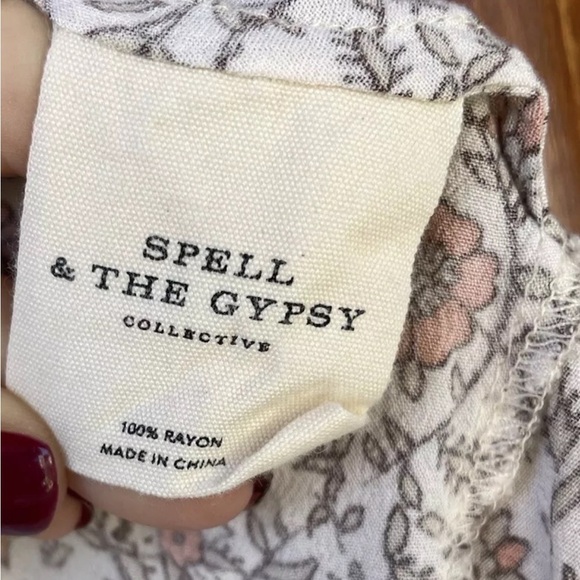 SPELL
& THE GYPSY
COLLECTIVE
100% RAYON
MADE IN CHINA